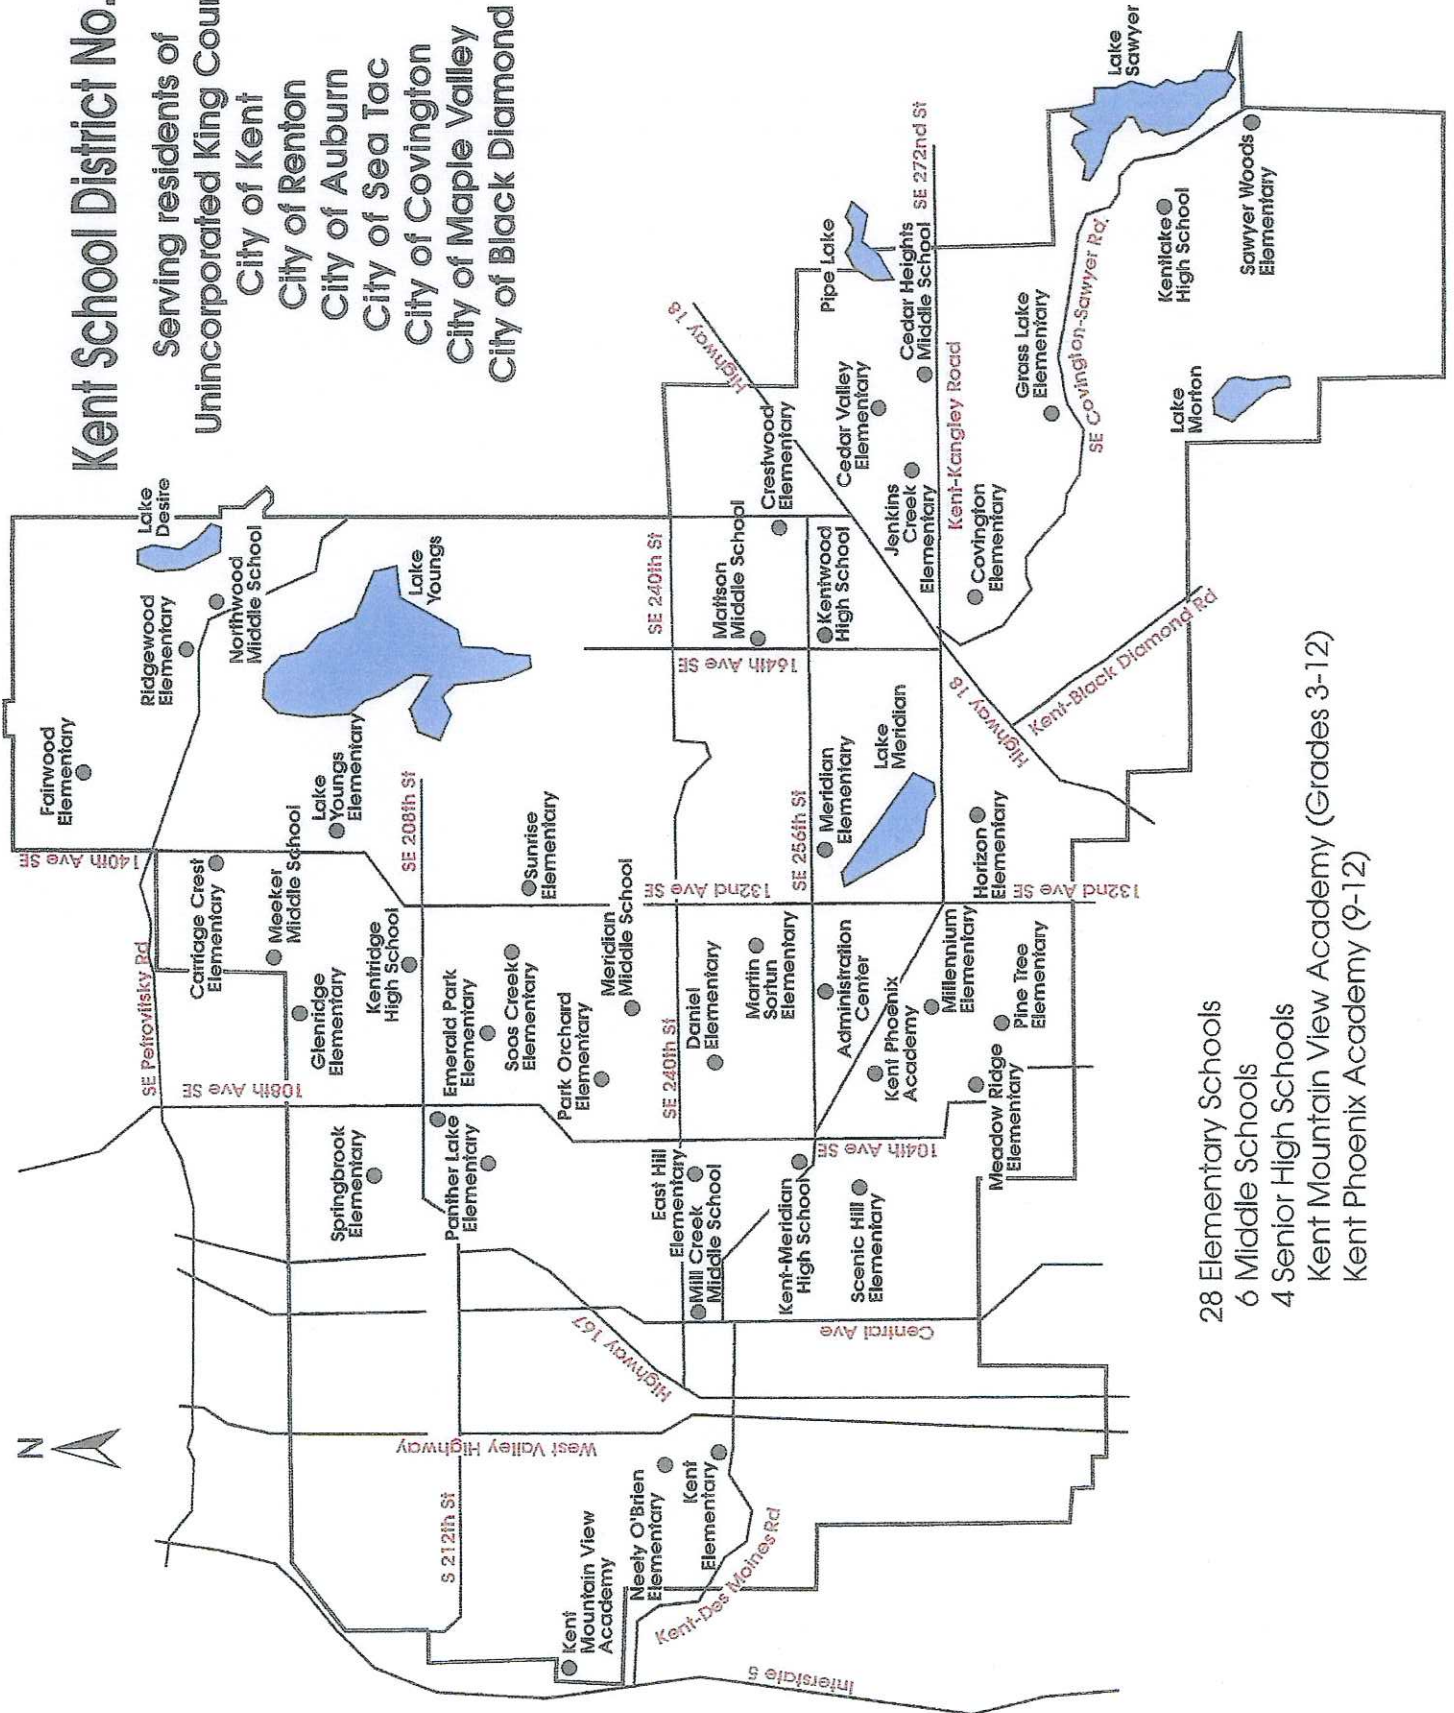 Kent School District No.
Serving residents of
Unincorporated King Cour
City of Kent
City of Renton
City of Auburn
City of Sea Tac
City of Covington
City of Maple Valley
City of Black Diamond
N
Interstate 5
Kent
Mountain View
Academy
Kent-Des Moines Rd
S 212th St
Neely O'Brien
Elementary
Kent
Elementary
West Valley Highway
Highway 167
Central Ave
Mill Creek
Middle School
East Hill
Elementary
Kent-Meridian
High School
Scenic Hill
Elementary
Springbrook
Elementary
Panther Lake
Elementary
SE Petrovitsky Rd
108th Ave SE
104th Ave SE
Meadow Ridge
Elementary
Glenridge
Elementary
Emerald Park
Elementary
Soos Creek
Elementary
Park Orchard
Elementary
Meridian
Middle School
SE 240th St
Daniel
Elementary
Martin
Sortun
Elementary
Administration
Center
Kent Phoenix
Academy
Millennium
Elementary
Pine Tree
Elementary
Carriage Crest
Elementary
Meeker
Middle School
Kentridge
High School
140th Ave SE
SE 208th St
Sunrise
Elementary
132nd Ave SE
SE 256th St
Meridian
Elementary
Lake
Meridian
Horizon
Elementary
132nd Ave SE
Fairwood
Elementary
Lake
Youngs
Elementary
Ridgewood
Elementary
Northwood
Middle School
Lake
Desire
Lake
Youngs
SE 240th St
164th Ave SE
Mattson
Middle School
Kentwood
High School
Crestwood
Elementary
Highway 18
Kent-Black Diamond Rd
Highway 18
Cedar Valley
Elementary
Jenkins
Creek
Elementary
Covington
Elementary
Kent-Kangley Road
Pipe Lake
Cedar Heights
Middle School
SE 272nd St
Grass Lake
Elementary
SE Covington-Sawyer Rd.
Lake
Morton
Kentlake
High School
Sawyer Woods
Elementary
Lake
Sawyer
28 Elementary Schools
6 Middle Schools
4 Senior High Schools
Kent Mountain View Academy (Grades 3-12)
Kent Phoenix Academy (9-12)